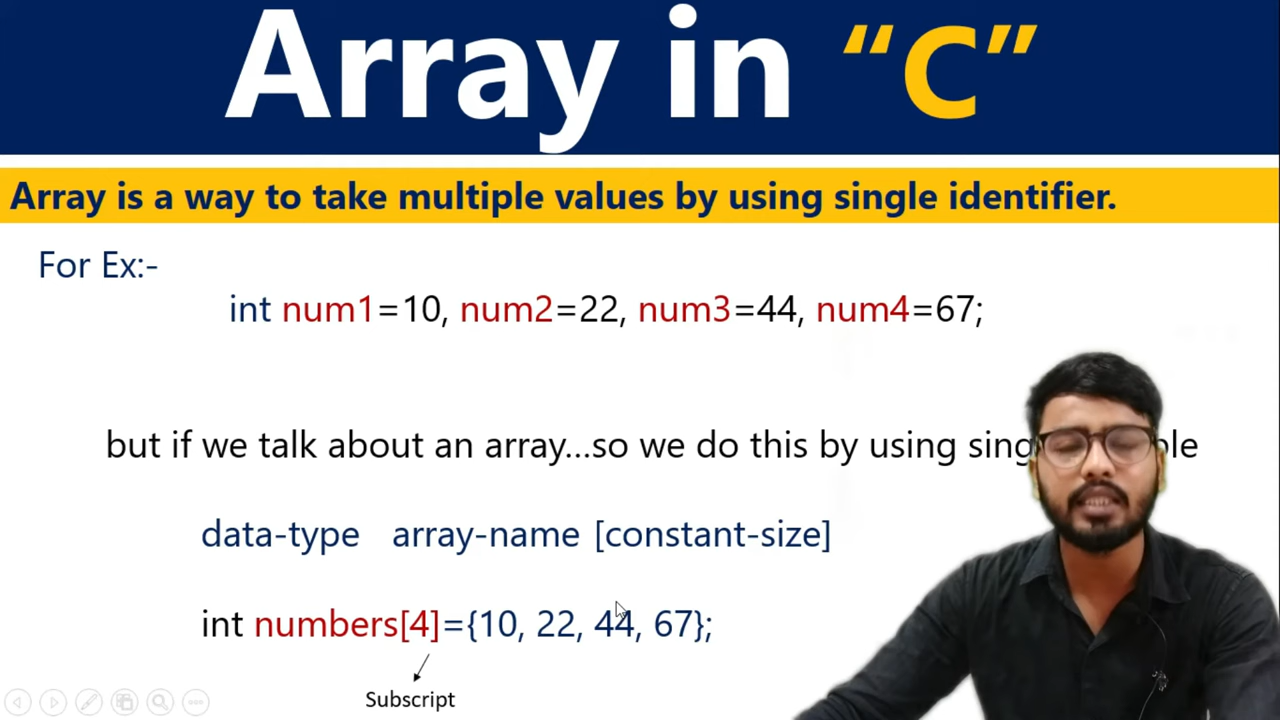 Array in “C”
Array is a way to take multiple values by using single identifier.
For Ex:-
int num1=10, num2=22, num3=44, num4=67;
but if we talk about an array...so we do this by using
data-type array-name [constant-size]
int numbers[4]={10, 22, 44, 67};
Subscript